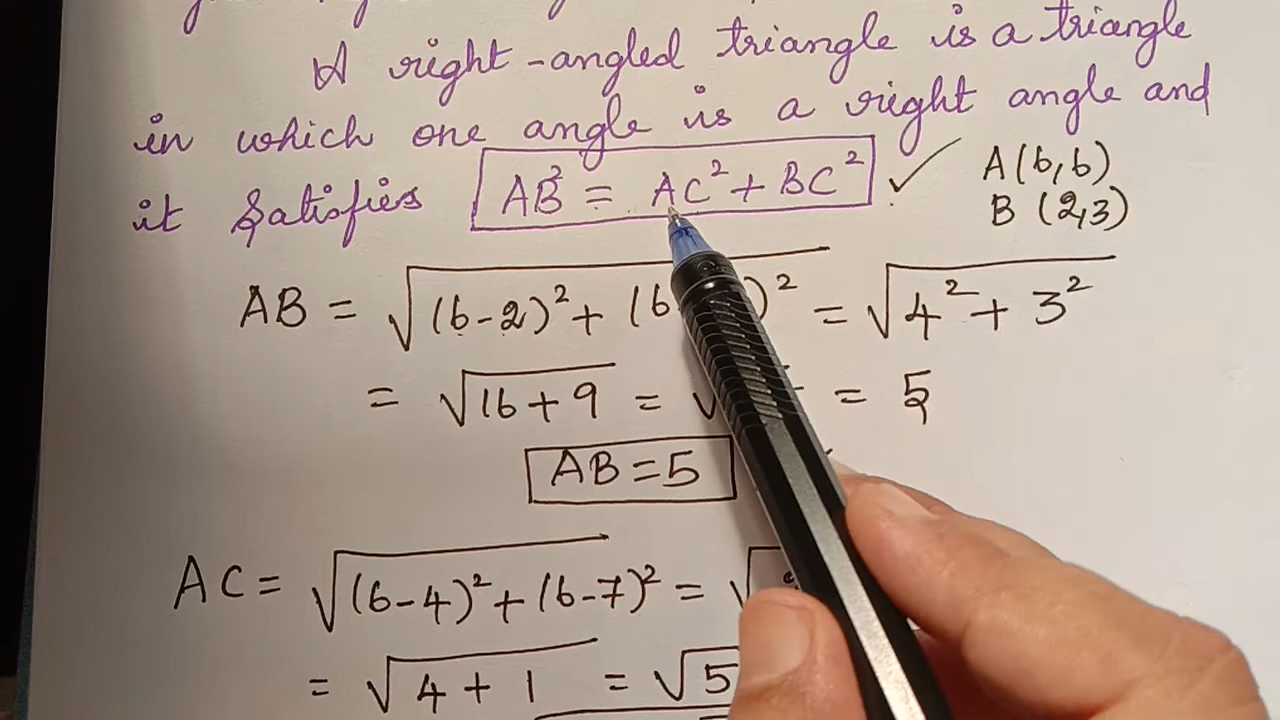 A right-angled triangle is a triangle
in which one angle is a right angle and
it satisfies AB² = AC² + BC² ✓
A(6,6)
B (2,3)
AB = √(6-2)² + (6 )² = √4² + 3²
= √16+9 = √ = 5
AB = 5
AC = √(6-4)² + (6-7)² = √
= √4 + 1 = √5